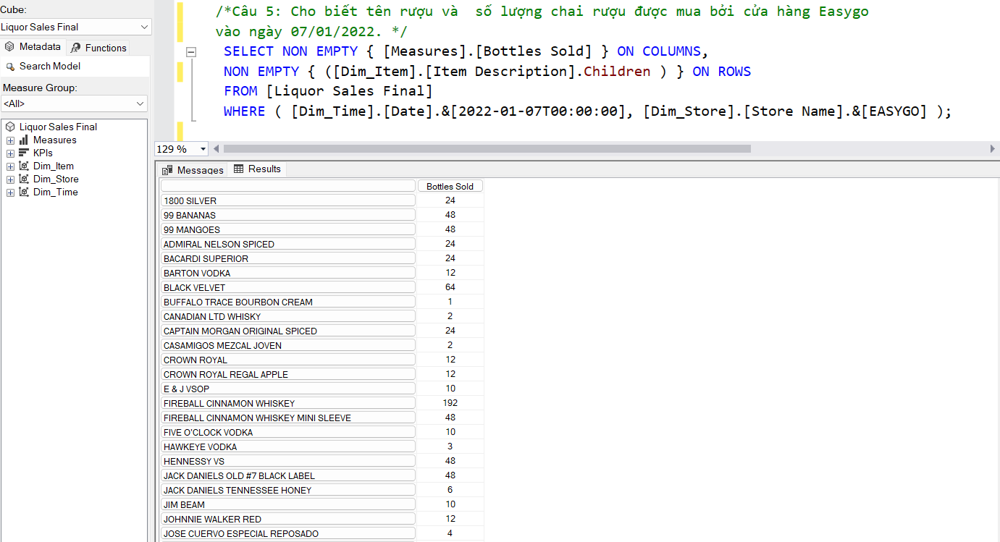 Cube:
Liquor Sales Final
Metadata
Functions
Search Model
Measure Group:
<All>
Liquor Sales Final
Measures
KPIs
Dim_Item
Dim_Store
Dim_Time
/*Câu 5: Cho biết tên rượu và  số lượng chai rượu được mua bởi cửa hàng Easygo
vào ngày 07/01/2022. */
SELECT NON EMPTY { [Measures].[Bottles Sold] } ON COLUMNS,
NON EMPTY { ([Dim_Item].[Item Description].Children ) } ON ROWS
FROM [Liquor Sales Final]
WHERE ( [Dim_Time].[Date].&[2022-01-07T00:00:00], [Dim_Store].[Store Name].&[EASYGO] );
129 %
Messages
Results
Bottles Sold
1800 SILVER 24
99 BANANAS 48
99 MANGOES 48
ADMIRAL NELSON SPICED 24
BACARDI SUPERIOR 24
BARTON VODKA 12
BLACK VELVET 64
BUFFALO TRACE BOURBON CREAM 1
CANADIAN LTD WHISKY 2
CAPTAIN MORGAN ORIGINAL SPICED 24
CASAMIGOS MEZCAL JOVEN 2
CROWN ROYAL 12
CROWN ROYAL REGAL APPLE 12
E & J VSOP 10
FIREBALL CINNAMON WHISKEY 192
FIREBALL CINNAMON WHISKEY MINI SLEEVE 48
FIVE O'CLOCK VODKA 10
HAWKEYE VODKA 3
HENNESSY VS 48
JACK DANIELS OLD #7 BLACK LABEL 48
JACK DANIELS TENNESSEE HONEY 6
JIM BEAM 10
JOHNNIE WALKER RED 12
JOSE CUERVO ESPECIAL REPOSADO 4